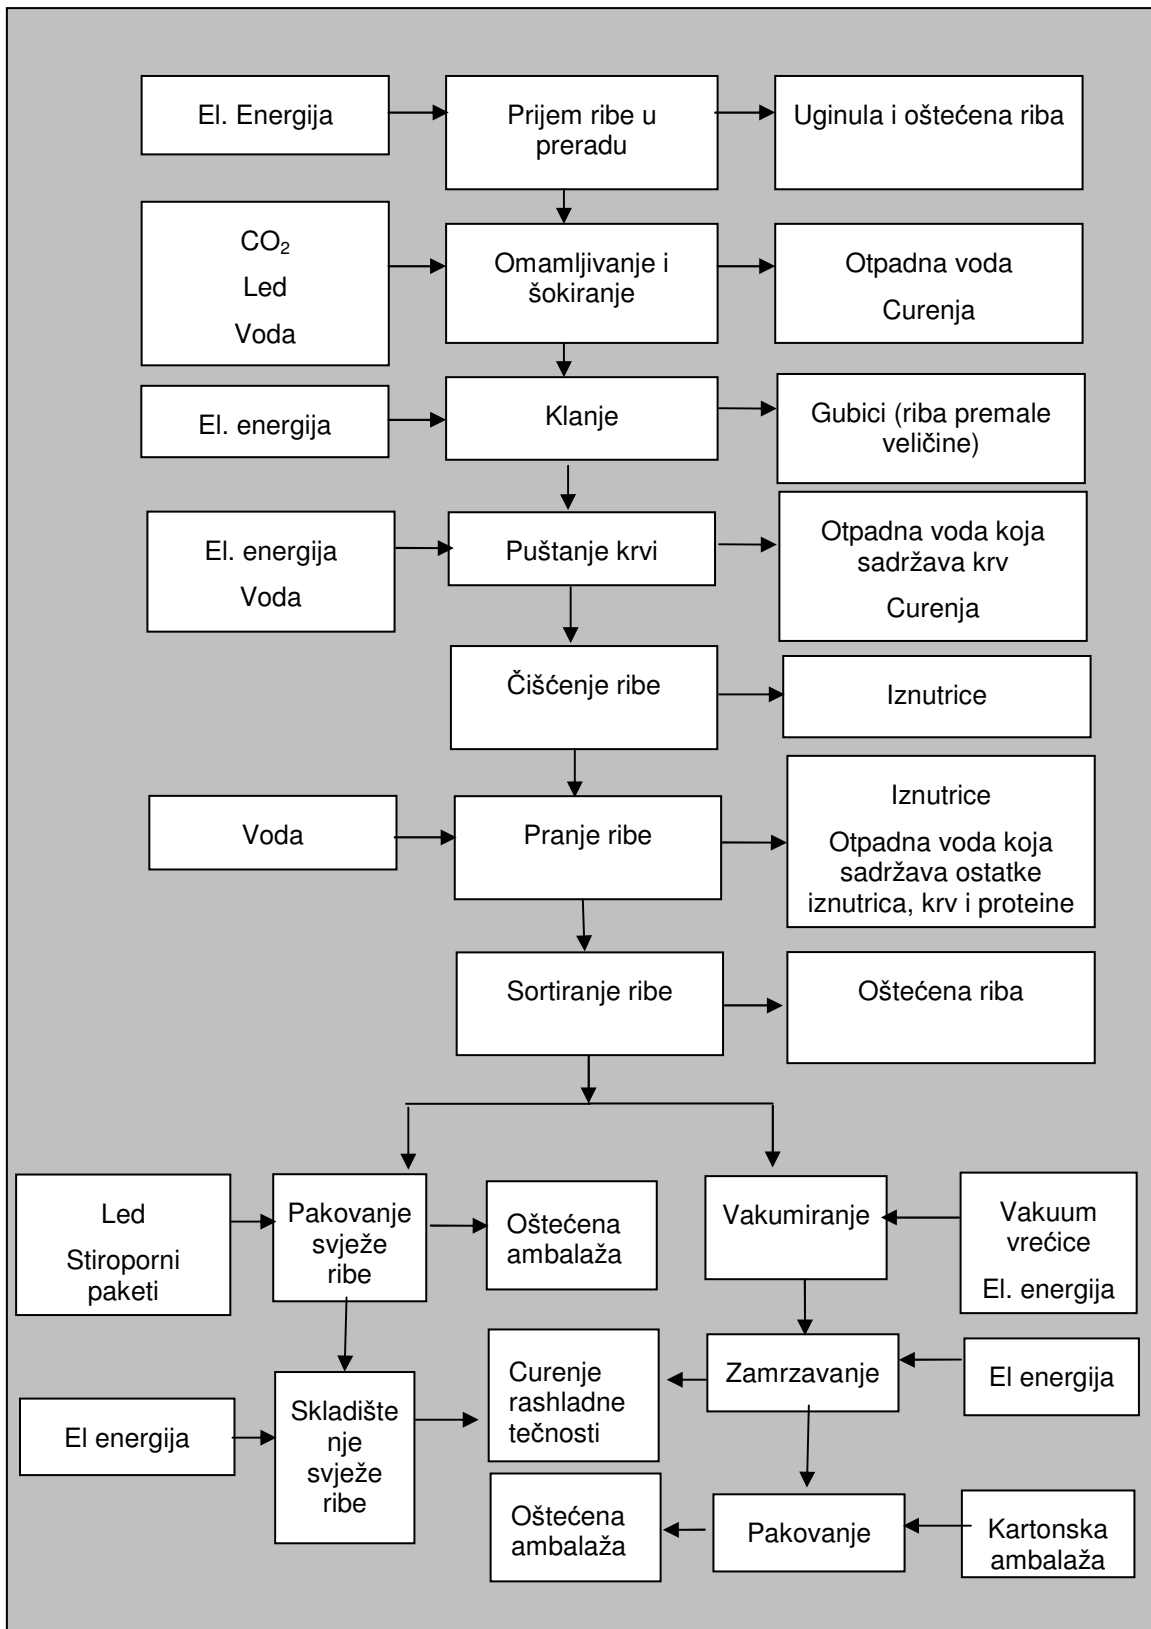 El. Energija
Prijem ribe u
preradu
Uginula i oštećena riba
CO₂
Led
Voda
Omamljivanje i
šokiranje
Otpadna voda
Curenja
El. energija
Klanje
Gubici (riba premale
veličine)
El. energija
Voda
Puštanje krvi
Otpadna voda koja
sadržava krv
Curenja
Čišćenje ribe
Iznutrice
Voda
Pranje ribe
Iznutrice
Otpadna voda koja
sadržava ostatke
iznutrica, krv i proteine
Sortiranje ribe
Oštećena riba
Led
Stiroporni
paketi
Pakovanje
svježe
ribe
Oštećena
ambalaža
Vakumiranje
Vakuum
vrećice
El. energija
El energija
Skladište
nje
svježe
ribe
Curenje
rashladne
tečnosti
Zamrzavanje
El energija
Oštećena
ambalaža
Pakovanje
Kartonska
ambalaža